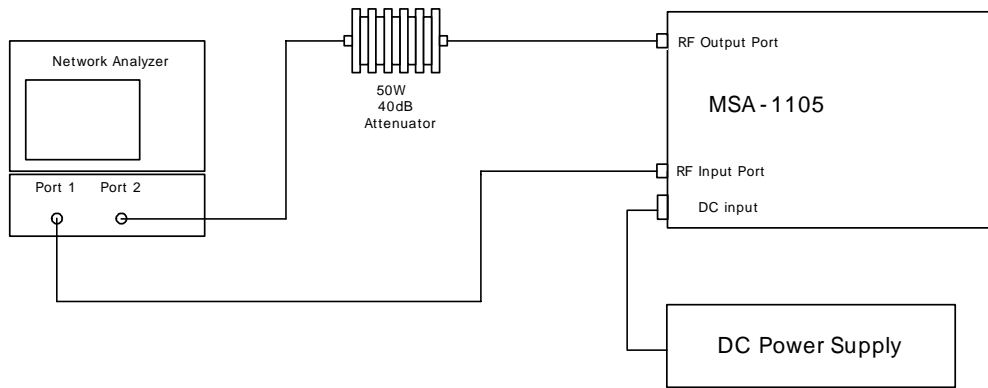 Network Analyzer
Port 1 Port 2
50W
40dB
Attenuator
RF Output Port
MSA-1105
RF Input Port
DC input
DC Power Supply